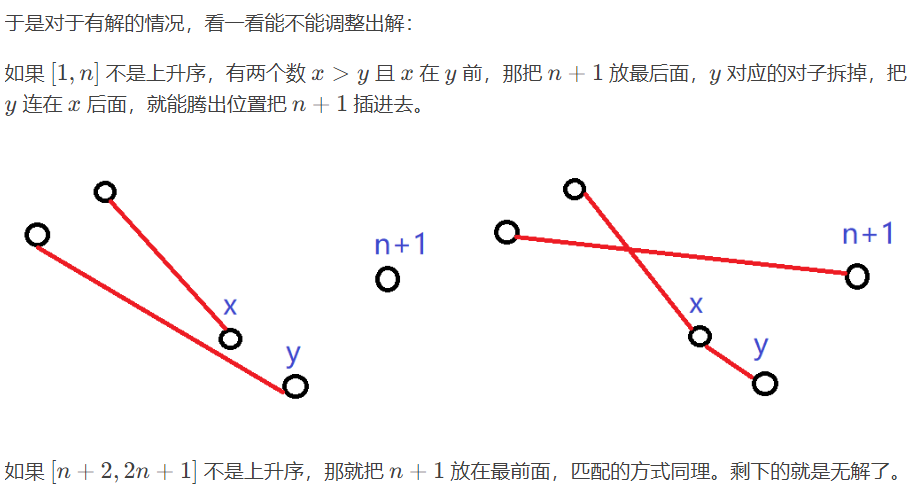 于是对于有解的情况，看一看能不能调整出解：
如果 [1, n] 不是上升序，有两个数 x > y 且 x 在 y 前，那把 n + 1 放最后面，y 对应的对子拆掉，把
y 连在 x 后面，就能腾出位置把 n + 1 插进去。
n+1
x
y
n+1
x
y
如果 [n + 2, 2n + 1] 不是上升序，那就把 n + 1 放在最前面，匹配的方式同理。剩下的就是无解了。